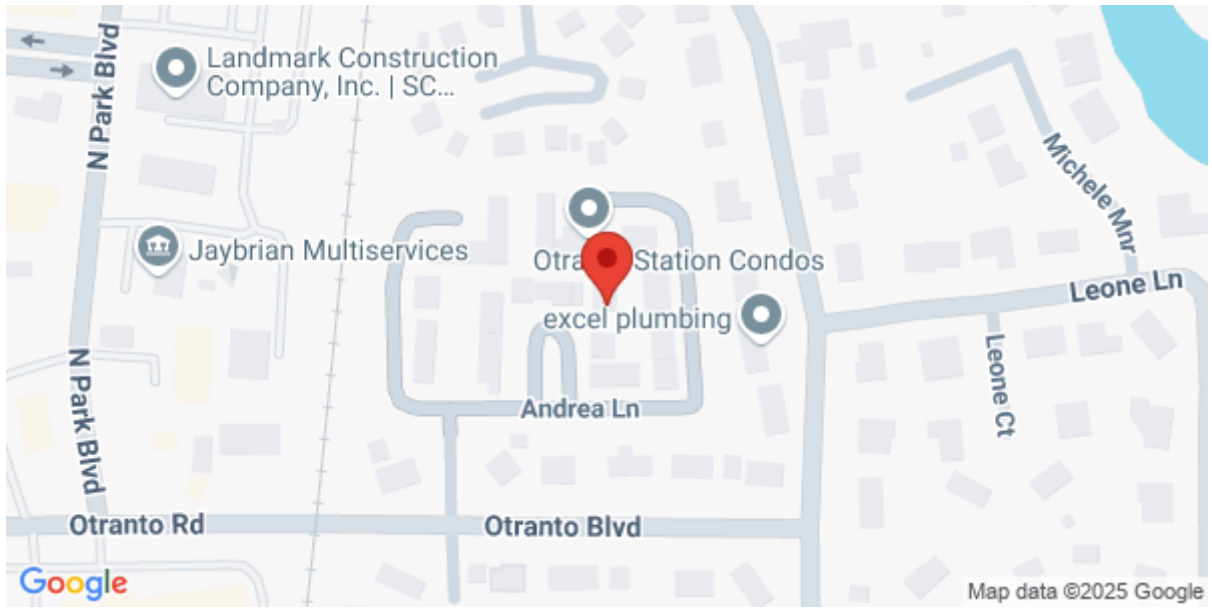 N Park Blvd
Landmark Construction
Company, Inc. | SC...
Michele Mnr
Jaybrian Multiservices
Otra
Station Condos
Leone Ln
excel plumbing
Leone Ct
N Park Blvd
Andrea Ln
Otranto Rd
Otranto Blvd
Google
Map data ©2025 Google